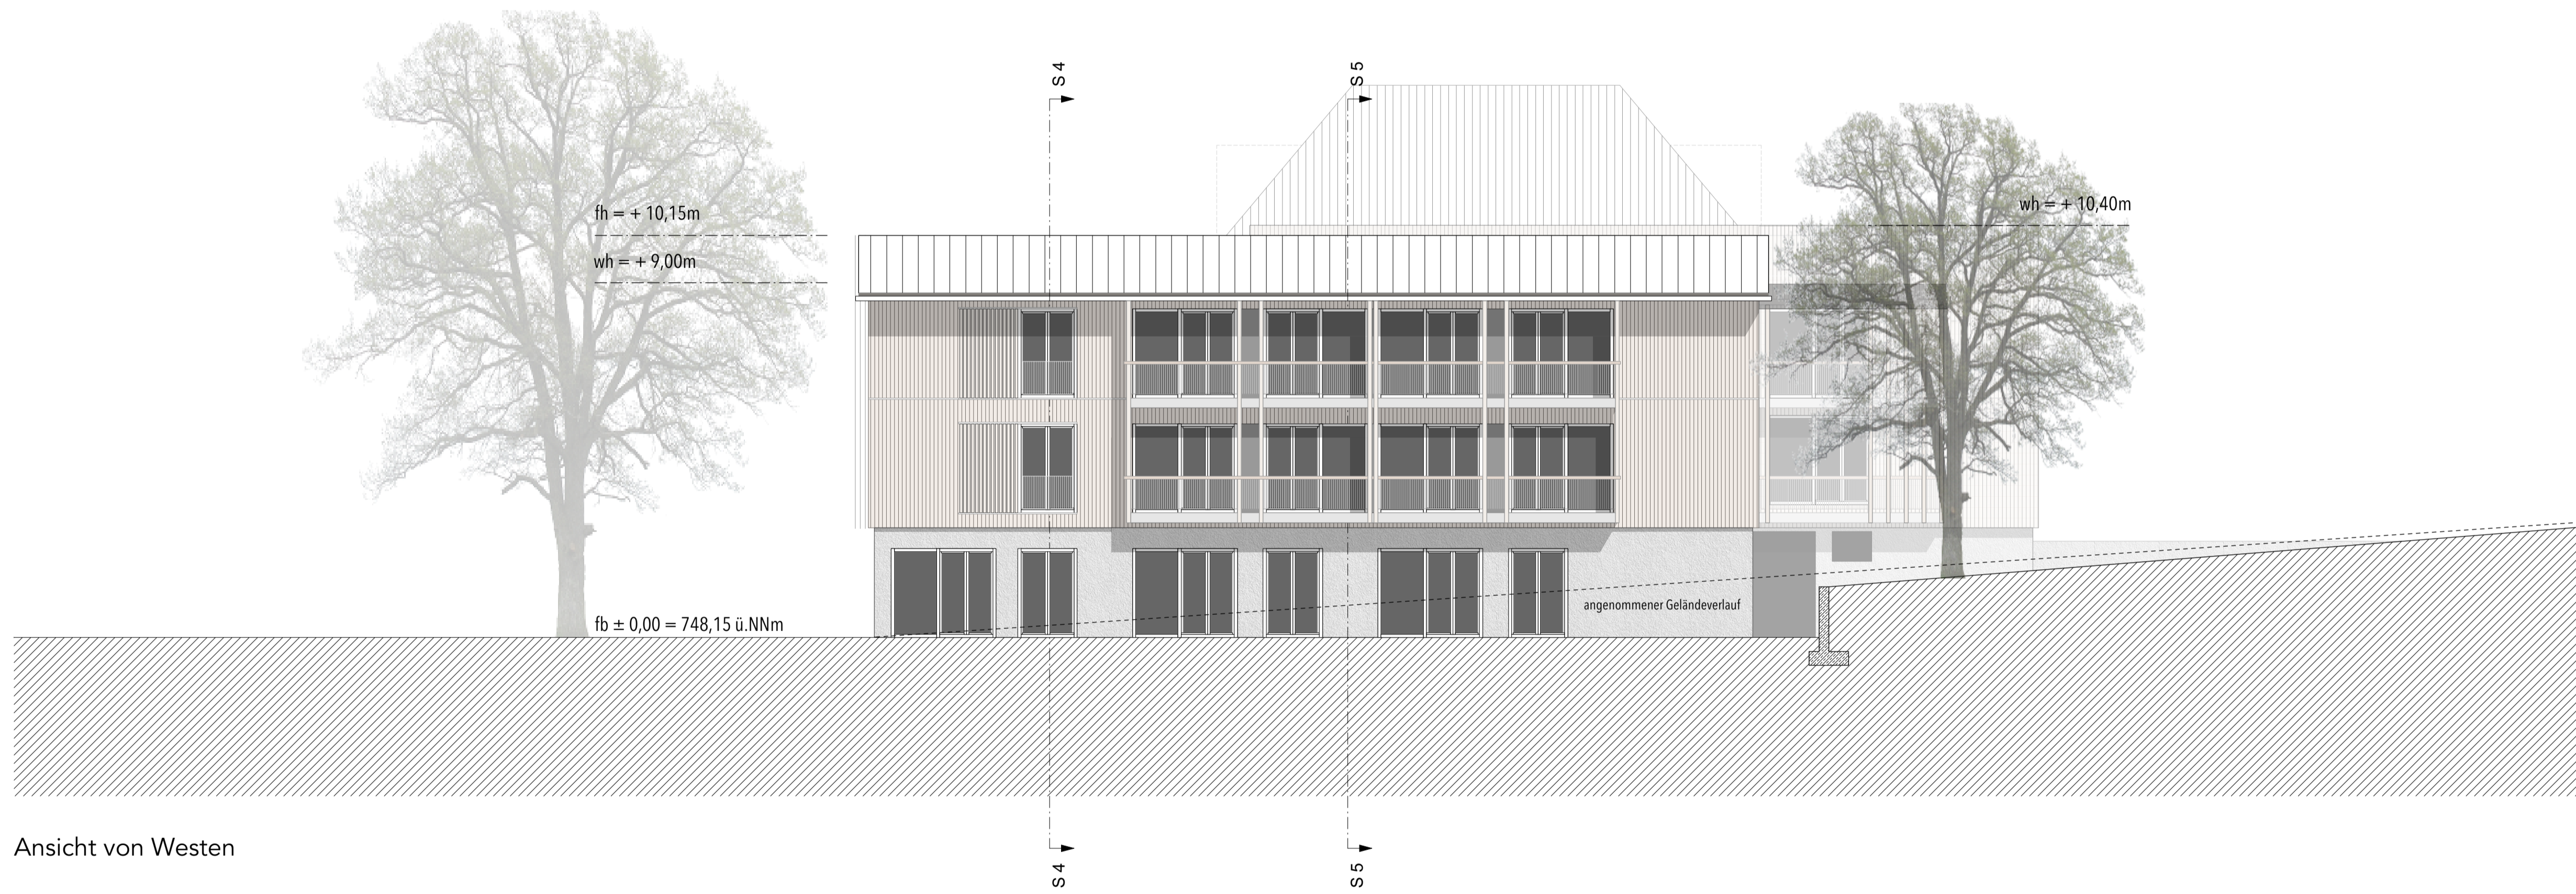 S 4
S 5
fh = + 10,15m
wh = + 10,40m
wh = + 9,00m
angenommener Geländeverlauf
fb ± 0,00 = 748,15 ü.NNm
Ansicht von Westen
S 4
S 5